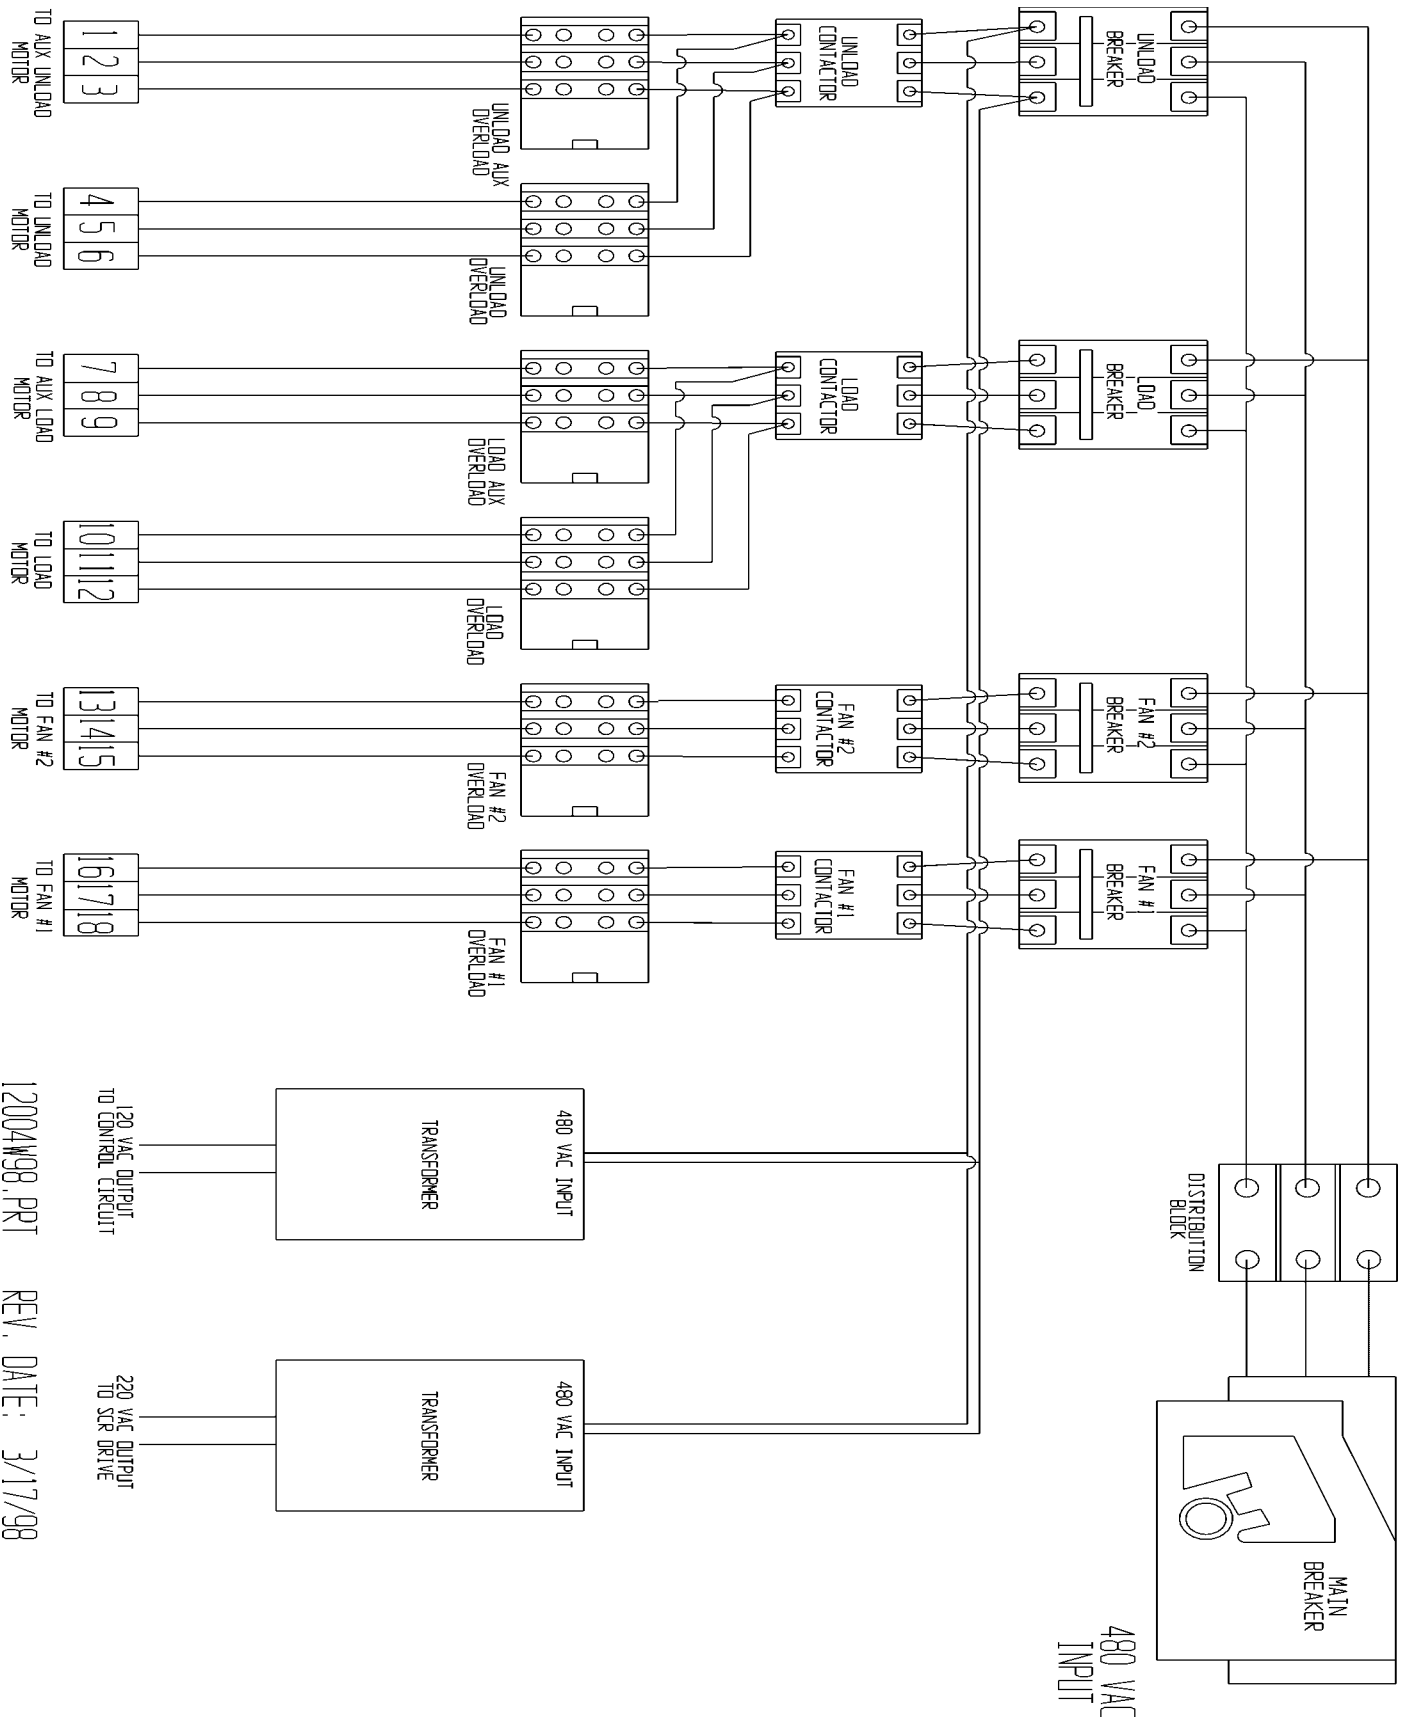 480 VAC
INPUT
MAIN
BREAKER
DISTRIBUTION
BLOCK
UNLOAD
BREAKER
LOAD
BREAKER
FAN #2
BREAKER
FAN #1
BREAKER
UNLOAD
CONTACTOR
LOAD
CONTACTOR
FAN #2
CONTACTOR
FAN #1
CONTACTOR
UNLOAD AUX
OVERLOAD
UNLOAD
OVERLOAD
LOAD AUX
OVERLOAD
LOAD
OVERLOAD
FAN #2
OVERLOAD
FAN #1
OVERLOAD
480 VAC INPUT
TRANSFORMER
120 VAC OUTPUT
TO CONTROL CIRCUIT
480 VAC INPUT
TRANSFORMER
220 VAC OUTPUT
TO SCR DRIVE
1 2 3
TO AUX UNLOAD
MOTOR
4 5 6
TO UNLOAD
MOTOR
7 8 9
TO AUX LOAD
MOTOR
10 11 12
TO LOAD
MOTOR
13 14 15
TO FAN #2
MOTOR
16 17 18
TO FAN #1
MOTOR
12004W98.PRT REV. DATE: 3/17/98